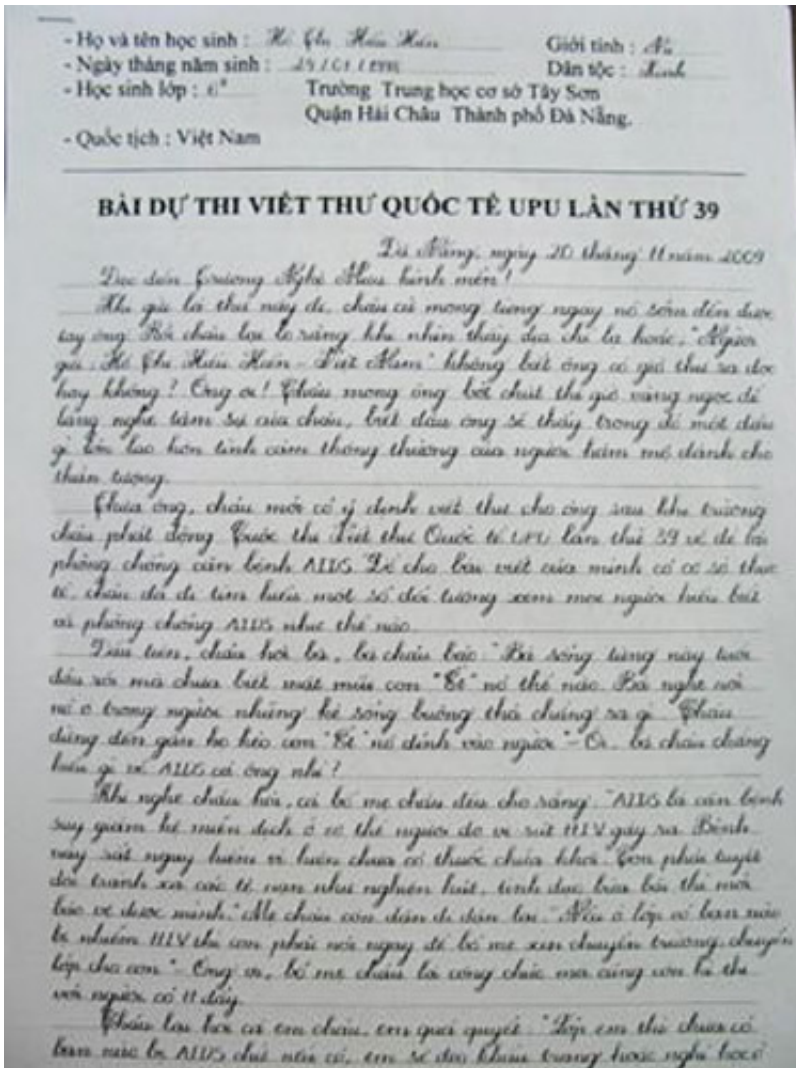 - Họ và tên học sinh : Hồ Thị Hiếu Hiền Giới tính : Nữ
- Ngày tháng năm sinh : Dân tộc : Kinh
- Học sinh lớp : Trường Trung học cơ sở Tây Sơn
Quận Hải Châu Thành phố Đà Nẵng.
- Quốc tịch : Việt Nam
BÀI DỰ THI VIẾT THƯ QUỐC TẾ UPU LẦN THỨ 39
Đà Nẵng, ngày 20 tháng 11 năm 2009
Trương Nghệ Mưu kính mến !
Khi gửi lá thư này đi, cháu cứ mong từng ngày nó sớm đến được
tay ông. Bởi cháu lại lo rằng khi nhìn thấy địa chỉ lạ hoắc, "Người
gửi: Hồ Thị Hiếu Hiền - Việt Nam" không biết ông có giở thư ra đọc
hay không ? Ông ơi ! Cháu mong ông bớt chút thì giờ vàng ngọc để
lắng nghe tâm sự của cháu, biết đâu ông sẽ thấy trong đó một điều
gì lớn lao hơn tình cảm thông thường của người hâm mộ dành cho
thần tượng.
Thưa ông, cháu mới có ý định viết thư cho ông sau khi trường
cháu phát động Cuộc thi Viết thư Quốc tế UPU lần thứ 39 về đề tài
phòng chống căn bệnh AIDS. Để cho bài viết của mình có cơ sở thực
tế, cháu đã đi tìm hiểu một số đối tượng xem mọi người hiểu biết
và phòng chống AIDS như thế nào.
Đầu tiên, cháu hỏi bà, bà cháu bảo: "Bà sống từng này tuổi
đầu rồi mà chưa biết mặt mũi con "Ết" nó thế nào. Bà nghe nói
nó ở trong người những kẻ sống buông thả chúng ra gì. Cháu
đừng đến gần họ kẻo con "Ết" nó dính vào người" - Ôi, bà cháu chẳng
hiểu gì về AIDS cả ông nhỉ ?
Khi nghe cháu hỏi, cả bố mẹ cháu đều cho rằng: "AIDS là căn bệnh
suy giảm hệ miễn dịch ở cơ thể người do vi rút HIV gây ra. Bệnh
này rất nguy hiểm vì hiện chưa có thuốc chữa khỏi. Con phải tuyệt
đối tránh xa các tệ nạn như nghiện hút, tình dục bừa bãi thì mới
bảo vệ được mình." Mẹ cháu còn dặn đi dặn lại: "Nếu ở lớp có bạn nào
bị nhiễm HIV thì con phải nói ngay để bố mẹ xin chuyển trường, chuyển
lớp cho con" - Ông ơi, bố mẹ cháu là công chức mà cũng còn kì thị
với người có H đấy.
Cháu lại hỏi cả em cháu, em quả quyết: "Lớp em thì chưa có
bạn nào bị AIDS chứ nếu có, em sẽ đeo khẩu trang hoặc nghỉ học